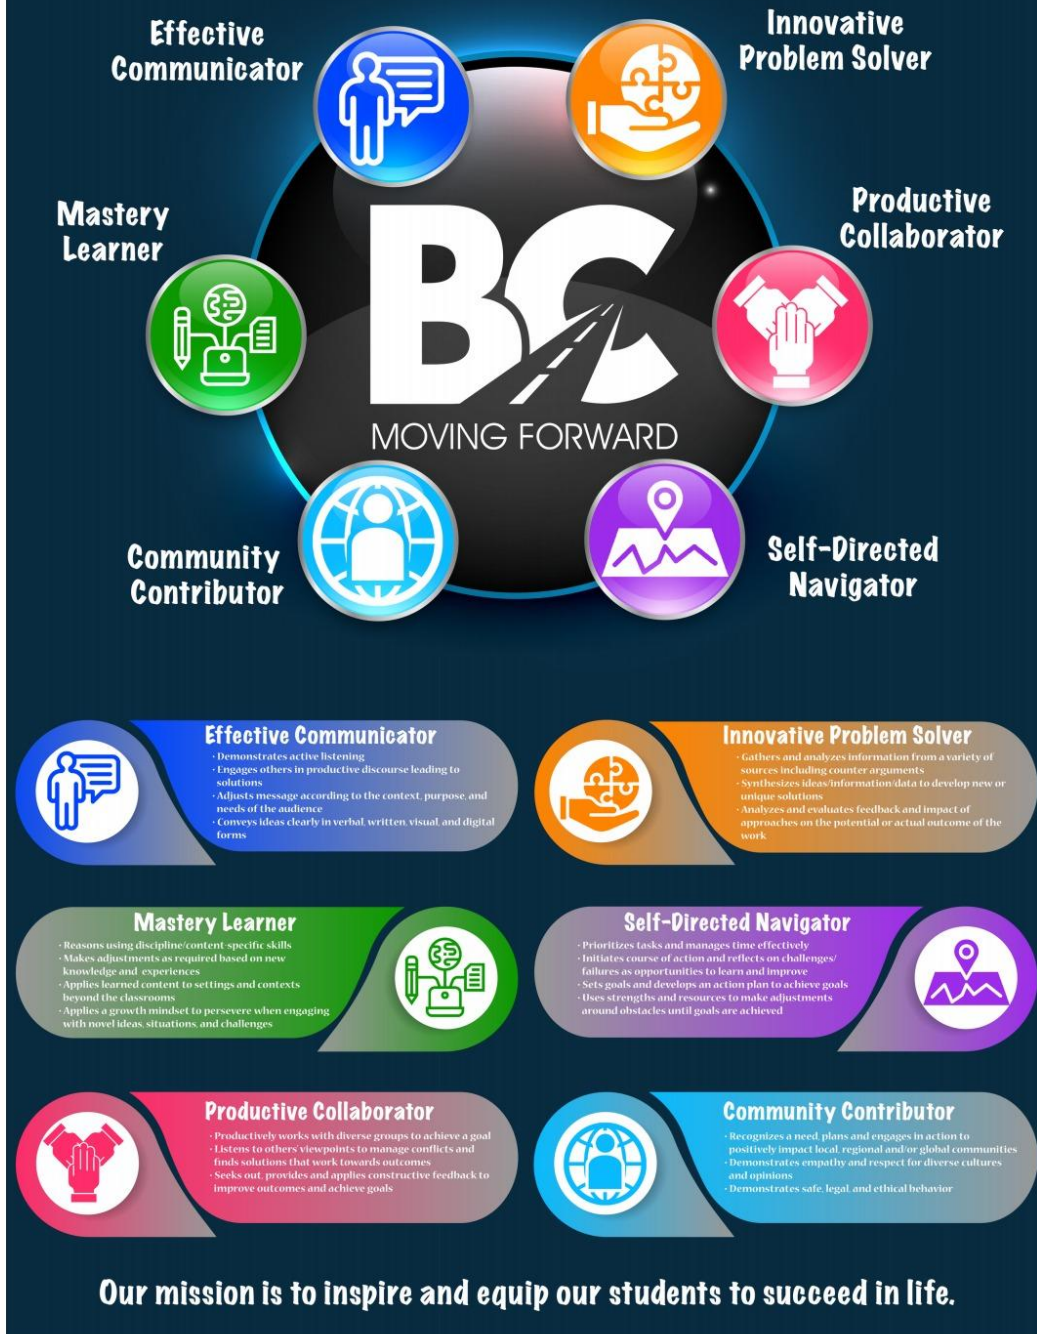 Effective
Communicator
Innovative
Problem Solver
Mastery
Learner
Productive
Collaborator
BC
MOVING FORWARD
Community
Contributor
Self-Directed
Navigator
Effective Communicator
· Demonstrates active listening
· Engages others in productive discourse leading to
solutions
· Adjusts message according to the context, purpose, and
needs of the audience
· Conveys ideas clearly in verbal, written, visual, and digital
forms
Innovative Problem Solver
· Gathers and analyzes information from a variety of
sources including counter arguments
· Synthesizes ideas/information/data to develop new or
unique solutions
· Analyzes and evaluates feedback and impact of
approaches on the potential or actual outcome of the
work
Mastery Learner
· Reasons using discipline/content-specific skills
· Makes adjustments as required based on new
knowledge and experiences
· Applies learned content to settings and contexts
beyond the classrooms
· Applies a growth mindset to persevere when engaging
with novel ideas, situations, and challenges
Self-Directed Navigator
· Prioritizes tasks and manages time effectively
· Initiates course of action and reflects on challenges/
failures as opportunities to learn and improve
· Sets goals and develops an action plan to achieve goals
· Uses strengths and resources to make adjustments
around obstacles until goals are achieved
Productive Collaborator
· Productively works with diverse groups to achieve a goal
· Listens to others' viewpoints to manage conflicts and
finds solutions that work towards outcomes
· Seeks out, provides and applies constructive feedback to
improve outcomes and achieve goals
Community Contributor
· Recognizes a need, plans and engages in action to
positively impact local, regional and/or global communities
· Demonstrates empathy and respect for diverse cultures
and opinions
· Demonstrates safe, legal, and ethical behavior
Our mission is to inspire and equip our students to succeed in life.